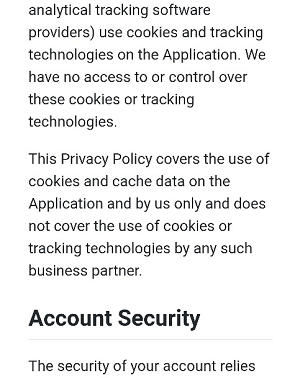 analytical tracking software
providers) use cookies and tracking
technologies on the Application. We
have no access to or control over
these cookies or tracking
technologies.
This Privacy Policy covers the use of
cookies and cache data on the
Application and by us only and does
not cover the use of cookies or
tracking technologies by any such
business partner.
Account Security
The security of your account relies